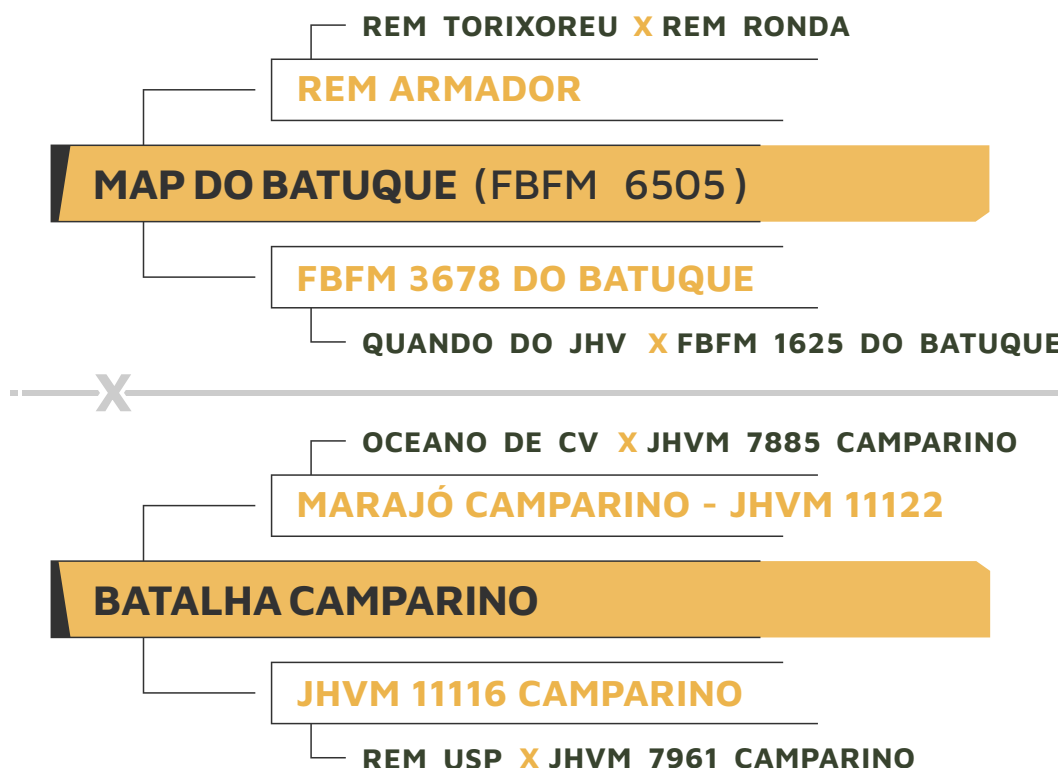 REM TORIXOREU X REM RONDA
REM ARMADOR
MAP DO BATUQUE (FBFM 6505)
FBFM 3678 DO BATUQUE
QUANDO DO JHV X FBFM 1625 DO BATUQUE
X
OCEANO DE CV X JHVM 7885 CAMPARINO
MARAJÓ CAMPARINO - JHVM 11122
BATALHA CAMPARINO
JHVM 11116 CAMPARINO
REM USP X JHVM 7961 CAMPARINO